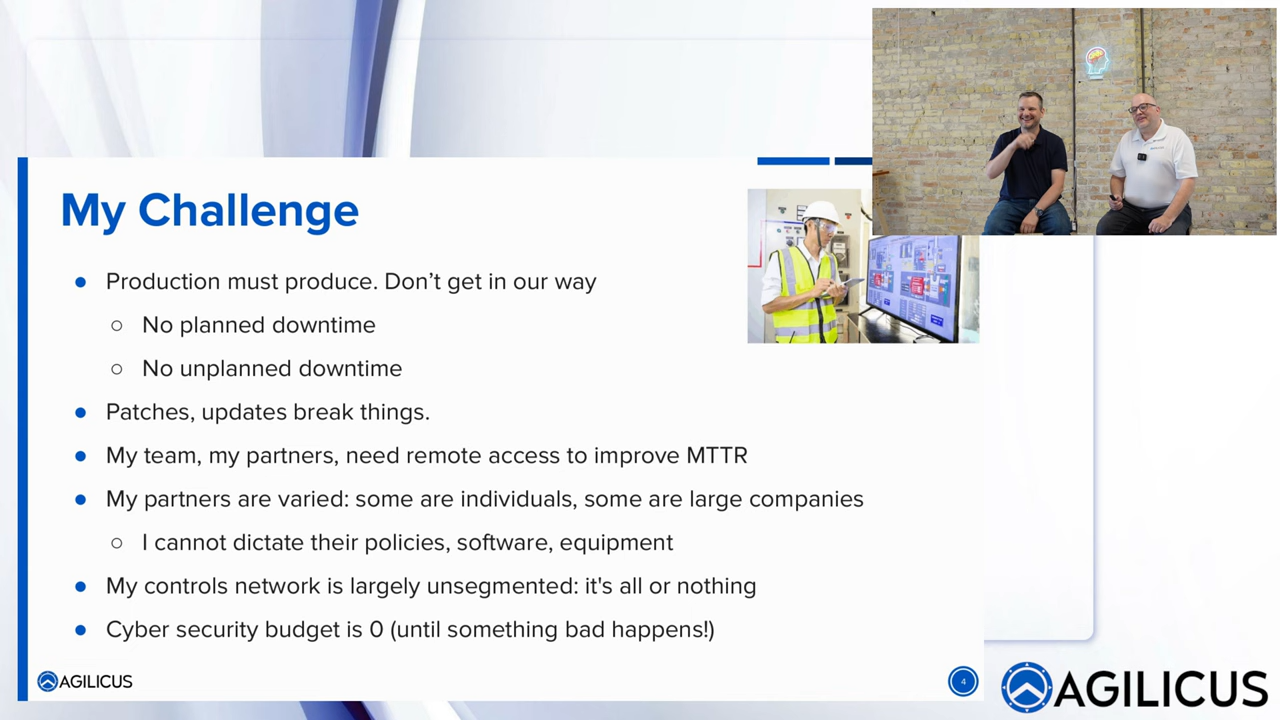 My Challenge
● Production must produce. Don’t get in our way
○ No planned downtime
○ No unplanned downtime
● Patches, updates break things.
● My team, my partners, need remote access to improve MTTR
● My partners are varied: some are individuals, some are large companies
○ I cannot dictate their policies, software, equipment
● My controls network is largely unsegmented: it's all or nothing
● Cyber security budget is 0 (until something bad happens!)
AGILICUS
4
AGILICUS